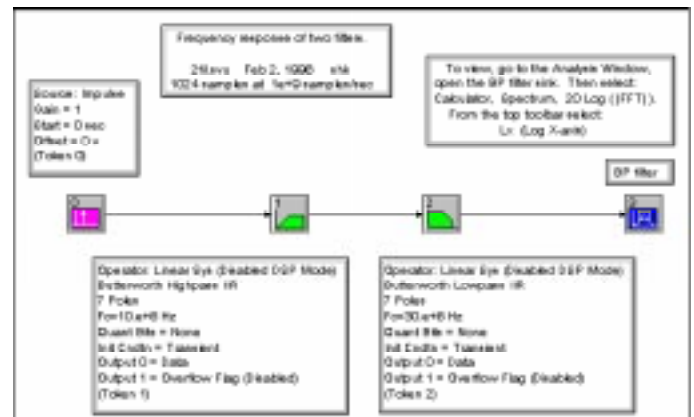 Frequency response of two filters.
Feb 2, 1998
1024 samples at 1e+9 samples/sec
To view, go to the Analysis Window,
open the BP filter sink. Then select:
Calculator, Spectrum, 20 Log (|FFT|).
From the top toolbar select:
(Log X-axis)
Source: Impulse
Gain = 1
Start = 0 sec
Offset = 0 v
(Token 0)
BP filter
0
1
2
3
Operator: Linear Sys (Disabled DSP Mode)
Butterworth Highpass IIR
7 Poles
Fc=10.e+6 Hz
Quant Bits = None
Init Cndtn = Transient
Output 0 = Data
Output 1 = Overflow Flag (Disabled)
(Token 1)
Operator: Linear Sys (Disabled DSP Mode)
Butterworth Lowpass IIR
7 Poles
Fc=30.e+6 Hz
Quant Bits = None
Init Cndtn = Transient
Output 0 = Data
Output 1 = Overflow Flag (Disabled)
(Token 2)